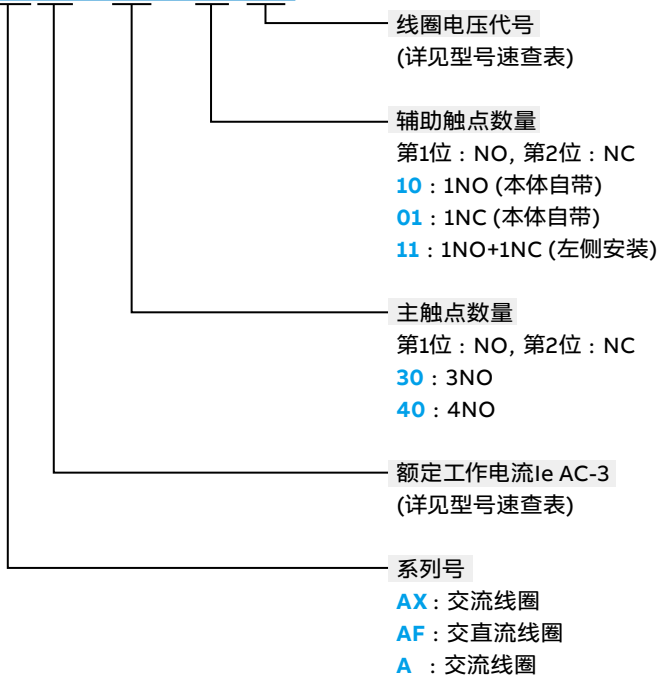 线圈电压代号
(详见型号速查表)
辅助触点数量
第1位：NO, 第2位：NC
10：1NO (本体自带)
01：1NC (本体自带)
11：1NO+1NC (左侧安装)
主触点数量
第1位：NO, 第2位：NC
30：3NO
40：4NO
额定工作电流Ie AC-3
(详见型号速查表)
系列号
AX：交流线圈
AF：交直流线圈
A ：交流线圈